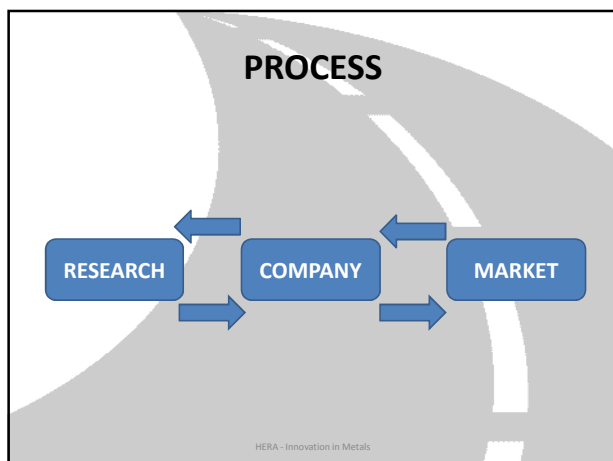 PROCESS
RESEARCH
COMPANY
MARKET
HERA - Innovation in Metals